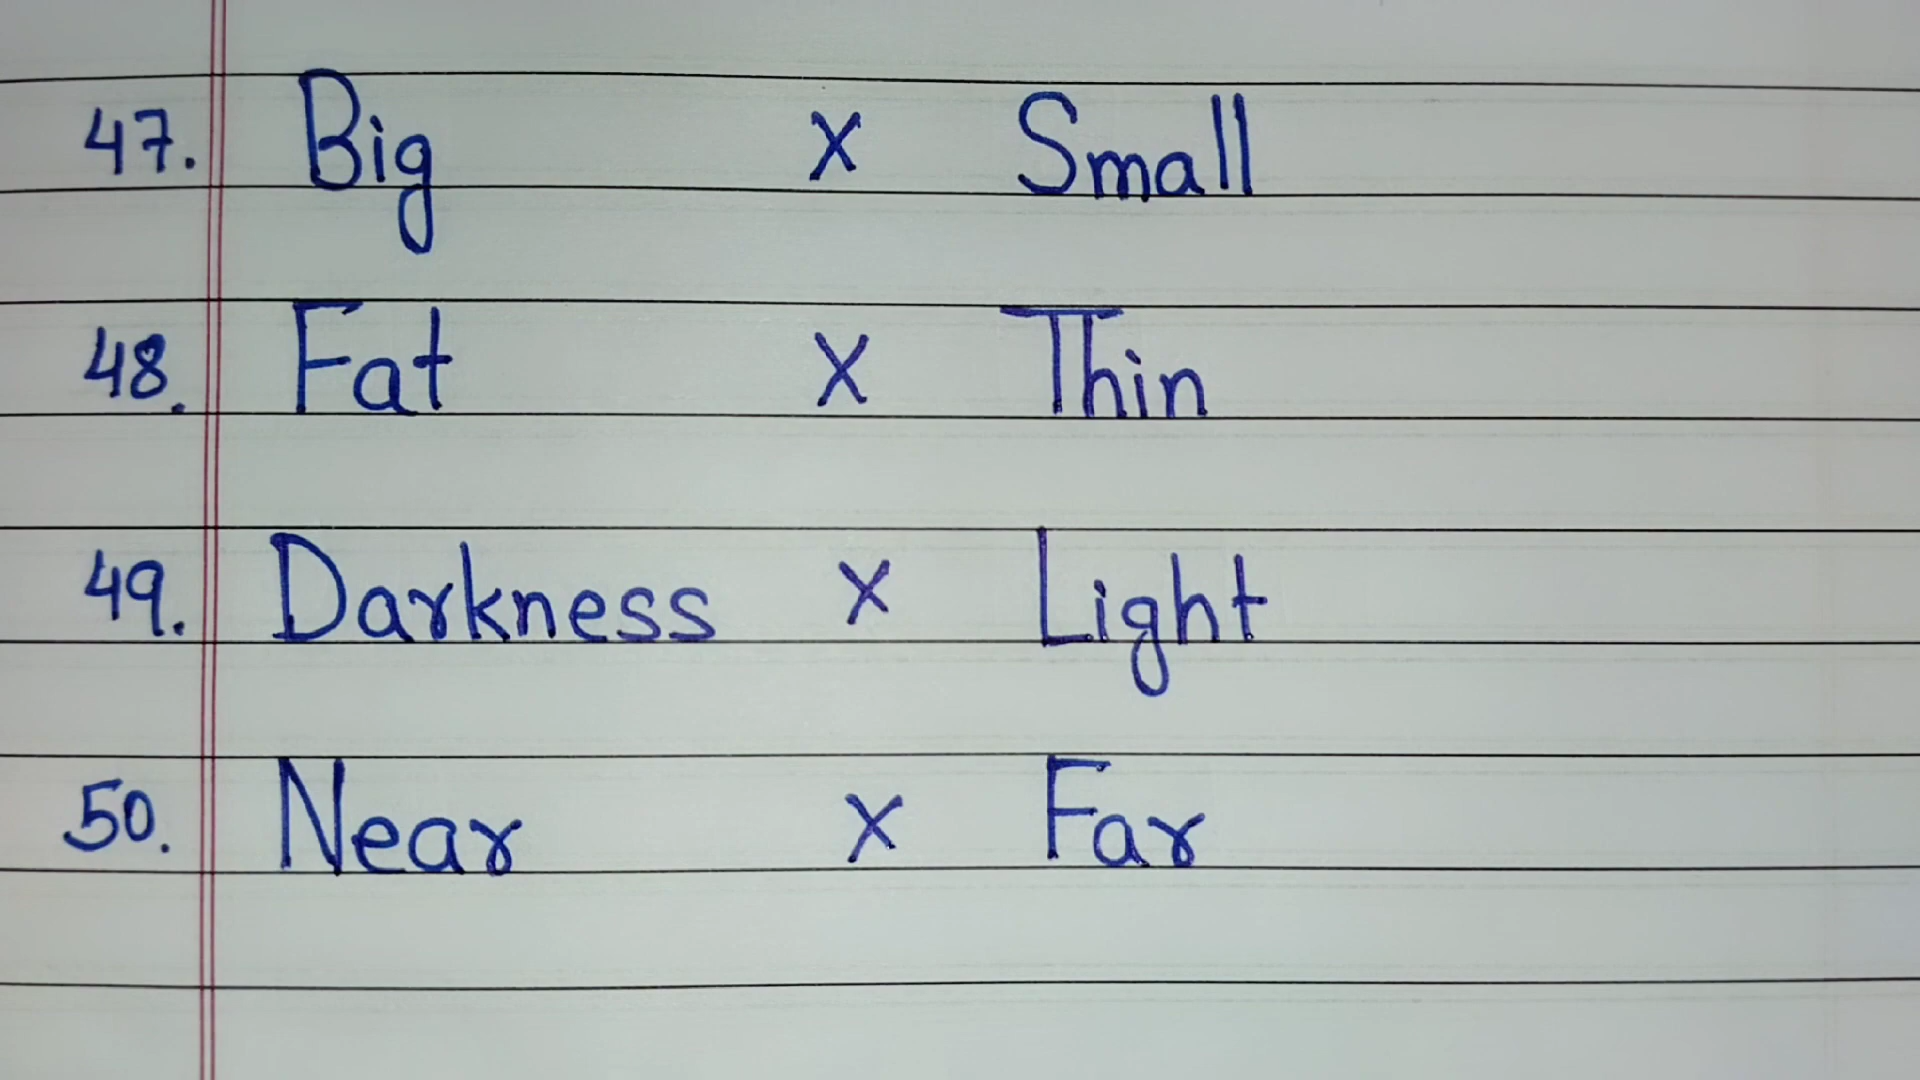 47. Big x Small
48. Fat x Thin
49. Darkness x Light
50. Near x Far